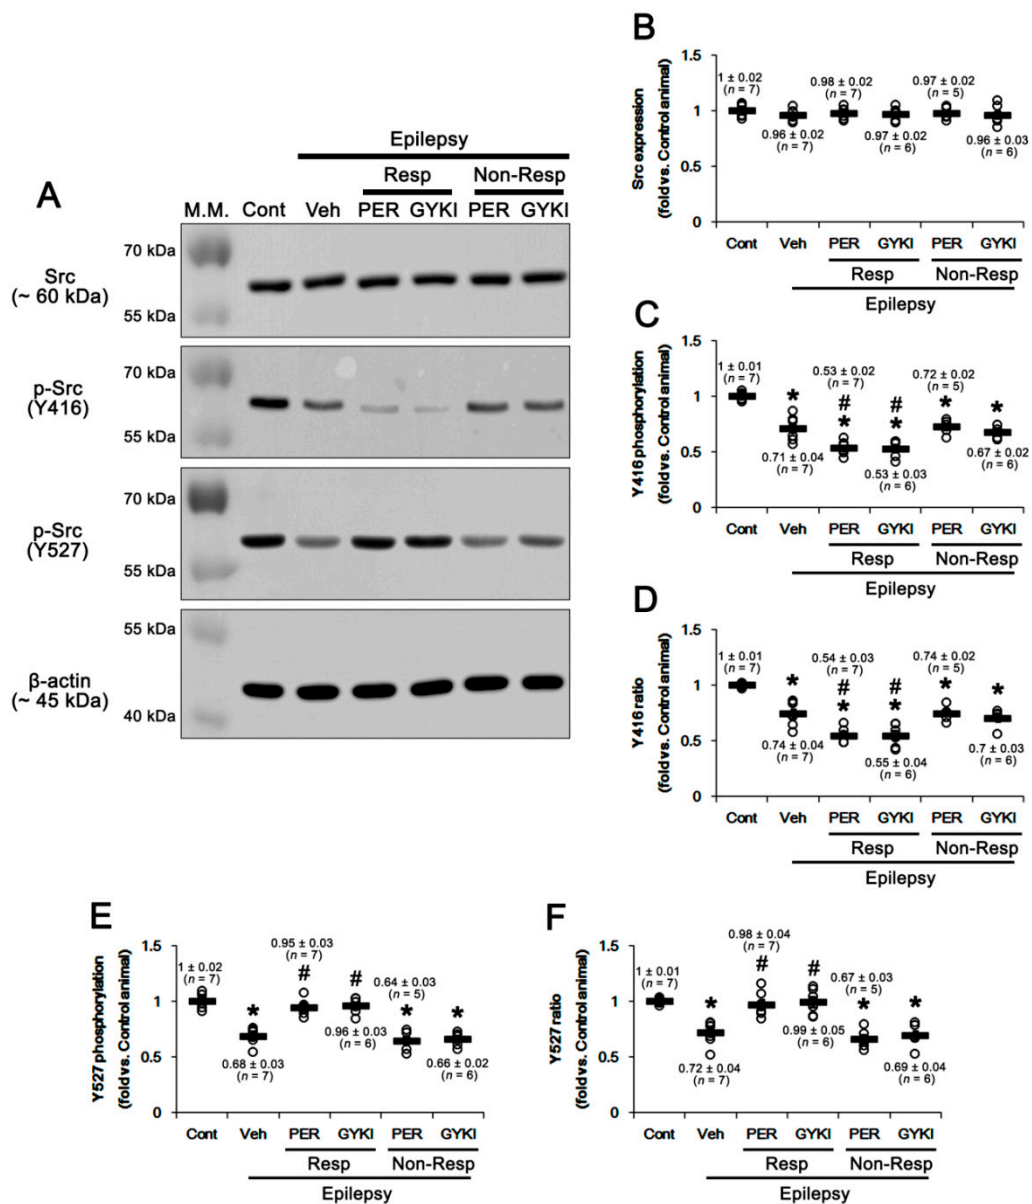 A
Epilepsy
Resp Non-Resp
M.M. Cont Veh PER GYKI PER GYKI
Src
(~ 60 kDa)
70 kDa
55 kDa
p-Src
(Y416)
70 kDa
55 kDa
p-Src
(Y527)
70 kDa
55 kDa
β-actin
(~ 45 kDa)
55 kDa
40 kDa
B
Src expression
(fold vs. Control animal)
1.5
1
0.5
0
1 ± 0.02
(n = 7)
0.96 ± 0.02
(n = 7)
0.98 ± 0.02
(n = 7)
0.97 ± 0.02
(n = 6)
0.97 ± 0.02
(n = 5)
0.96 ± 0.03
(n = 6)
Cont Veh PER GYKI PER GYKI
Resp Non-Resp
Epilepsy
C
Y416 phosphorylation
(fold vs. Control animal)
1.5
1
0.5
0
1 ± 0.01
(n = 7)
*
0.71 ± 0.04
(n = 7)
0.53 ± 0.02
(n = 7)
#
*
#
*
0.53 ± 0.03
(n = 6)
0.72 ± 0.02
(n = 5)
*
*
0.67 ± 0.02
(n = 6)
Cont Veh PER GYKI PER GYKI
Resp Non-Resp
Epilepsy
D
Y416 ratio
(fold vs. Control animal)
1.5
1
0.5
0
1 ± 0.01
(n = 7)
*
0.74 ± 0.04
(n = 7)
0.54 ± 0.03
(n = 7)
#
*
#
*
0.55 ± 0.04
(n = 6)
0.74 ± 0.02
(n = 5)
*
*
0.7 ± 0.03
(n = 6)
Cont Veh PER GYKI PER GYKI
Resp Non-Resp
Epilepsy
E
Y527 phosphorylation
(fold vs. Control animal)
1.5
1
0.5
0
1 ± 0.02
(n = 7)
*
0.68 ± 0.03
(n = 7)
0.95 ± 0.03
(n = 7)
#
#
0.96 ± 0.03
(n = 6)
0.64 ± 0.03
(n = 5)
*
*
0.66 ± 0.02
(n = 6)
Cont Veh PER GYKI PER GYKI
Resp Non-Resp
Epilepsy
F
Y527 ratio
(fold vs. Control animal)
1.5
1
0.5
0
1 ± 0.01
(n = 7)
*
0.72 ± 0.04
(n = 7)
0.98 ± 0.04
(n = 7)
#
#
0.99 ± 0.05
(n = 6)
0.67 ± 0.03
(n = 5)
*
*
0.69 ± 0.04
(n = 6)
Cont Veh PER GYKI PER GYKI
Resp Non-Resp
Epilepsy